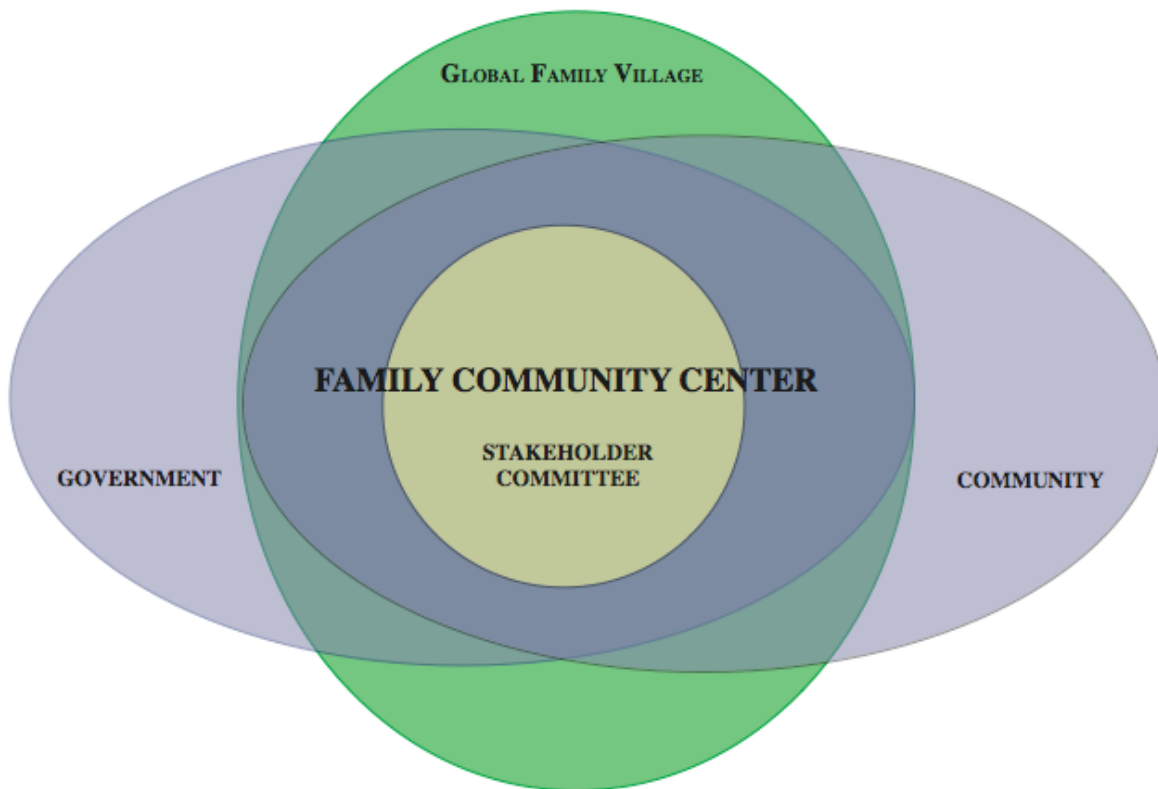 GLOBAL FAMILY VILLAGE
FAMILY COMMUNITY CENTER
STAKEHOLDER
COMMITTEE
GOVERNMENT
COMMUNITY